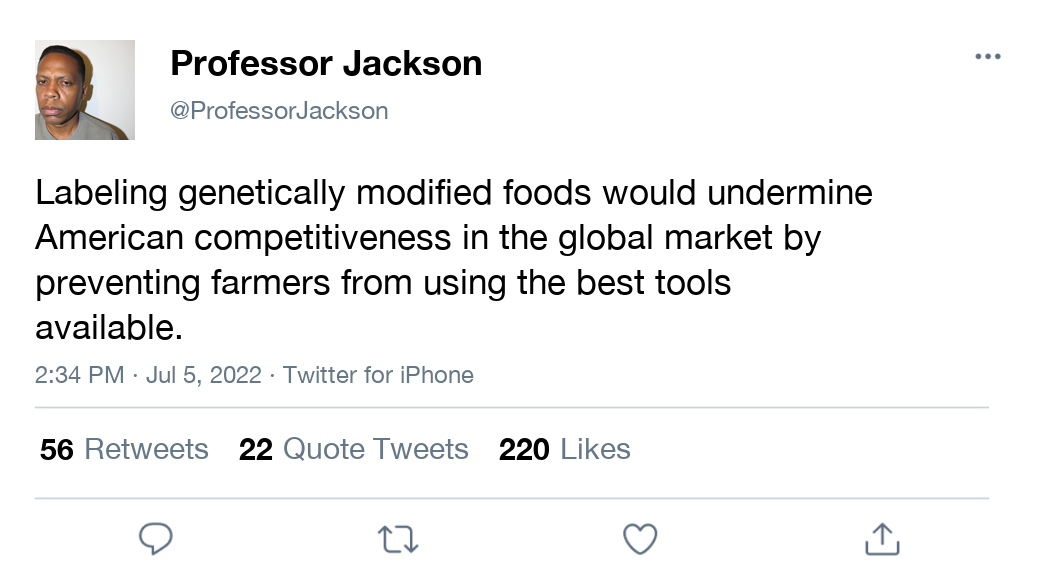 Professor Jackson
@ProfessorJackson
Labeling genetically modified foods would undermine
American competitiveness in the global market by
preventing farmers from using the best tools
available.
2:34 PM · Jul 5, 2022 · Twitter for iPhone
56 Retweets 22 Quote Tweets 220 Likes